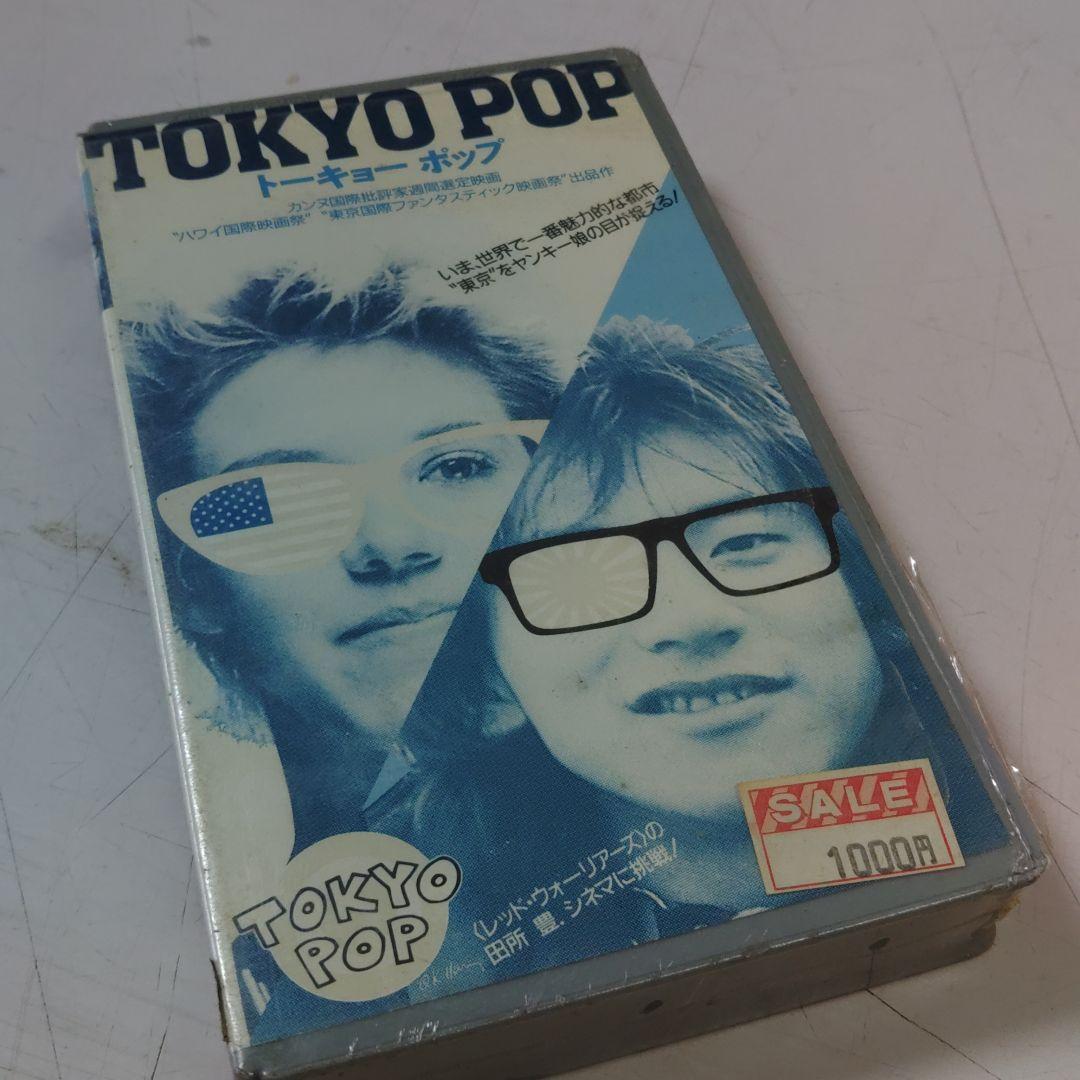 TOKYO POP
トーキョー ポップ
カンヌ国際批評家週間選定映画
"ハワイ国際映画祭" "東京国際ファンタスティック映画祭"出品作
いま、世界で一番魅力的な都市
"東京"をヤンキー娘の目が捉える!
SALE
1000円
TOKYO
POP
〈レッド・ウォーリアーズ〉の
田所 豊、シネマに挑戦!